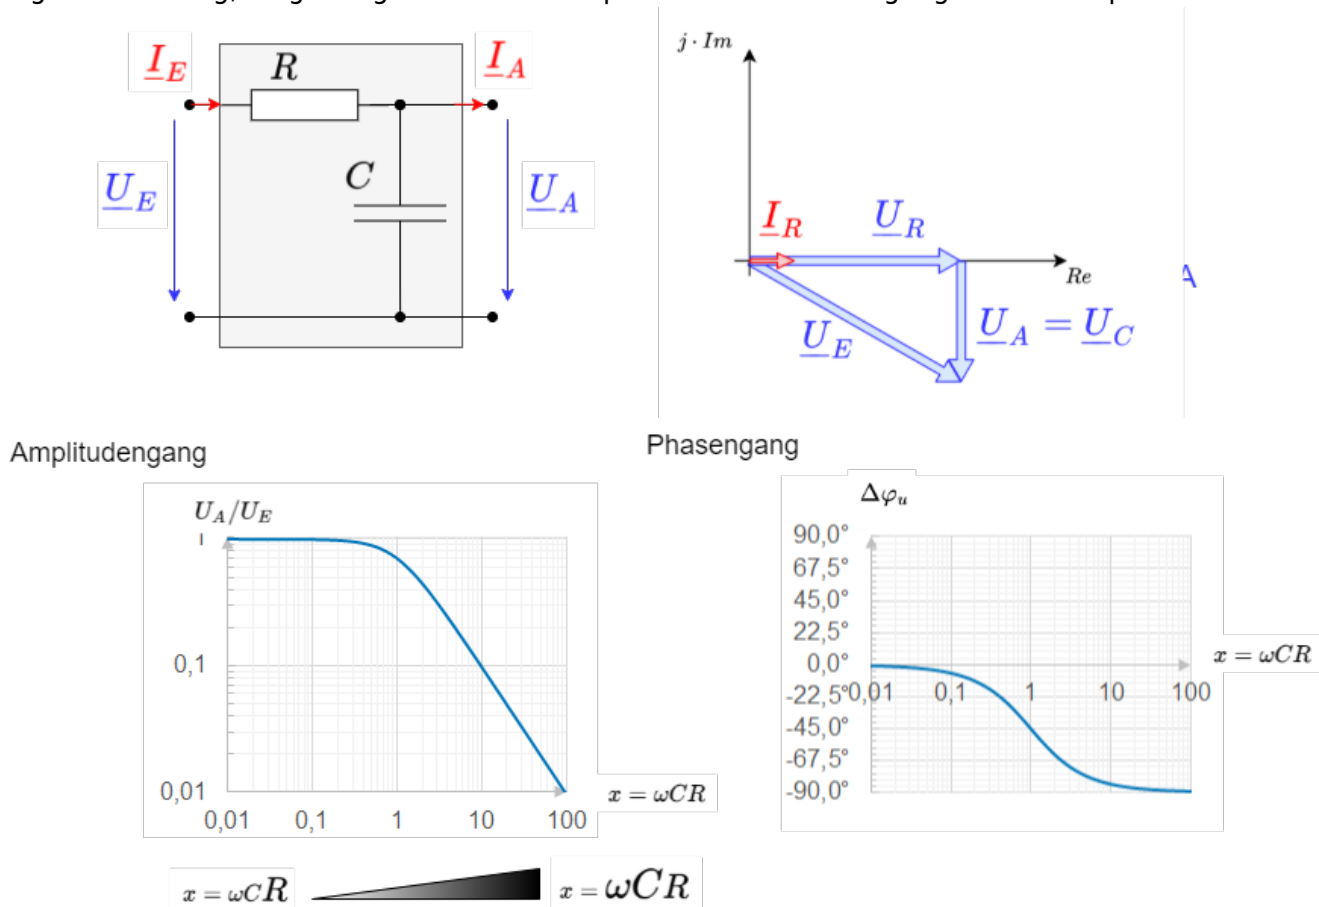 I_E
R
I_A
C
U_E
U_A
j · Im
I_R
U_R
Re
U_E
U_A = U_C
A
Amplitudengang
Phasengang
U_A/U_E
1
0,1
0,01
0,01 0,1 1 10 100
x = ωCR
Δφ_u
90,0°
67,5°
45,0°
22,5°
0,0°
-22,5°
-45,0°
-67,5°
-90,0°
0,01 0,1 1 10 100
x = ωCR
x = ωCR
x = ωCR